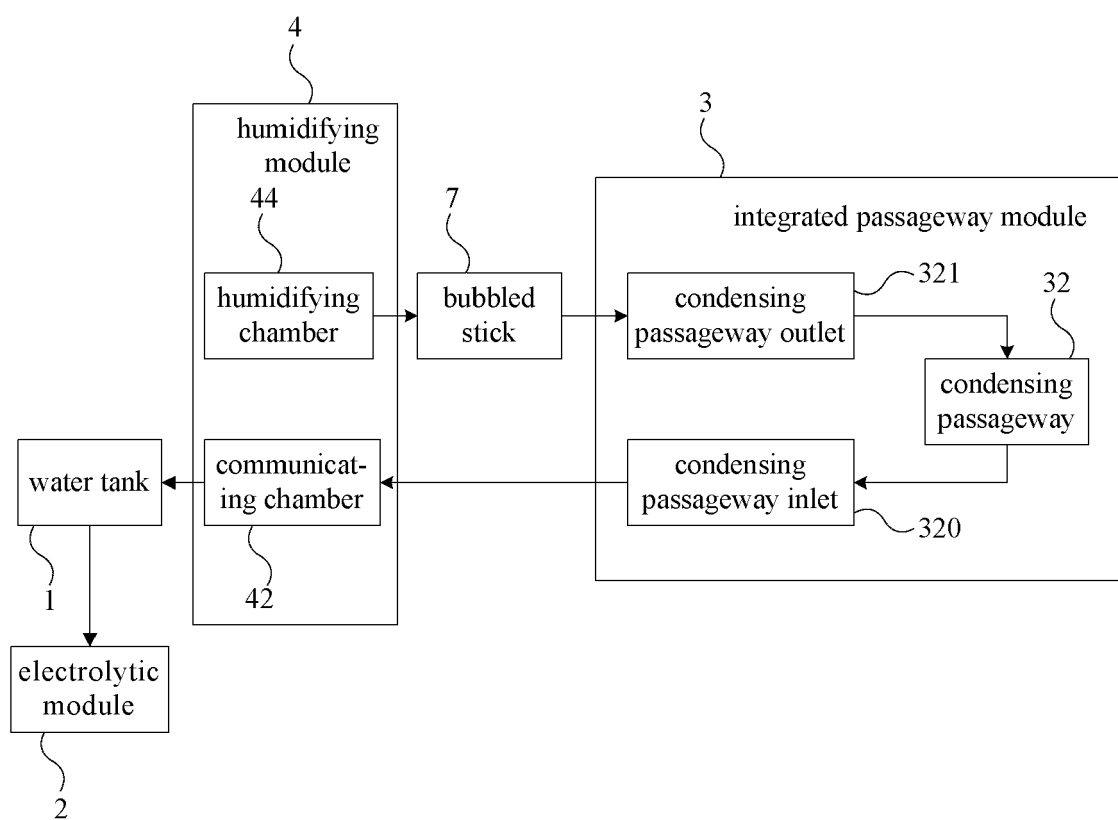 4
humidifying
module
3
integrated passageway module
44
humidifying
chamber
7
bubbled
stick
condensing
passageway outlet
321
32
condensing
passageway
water tank
communicat-
ing chamber
condensing
passageway inlet
320
1
42
electrolytic
module
2